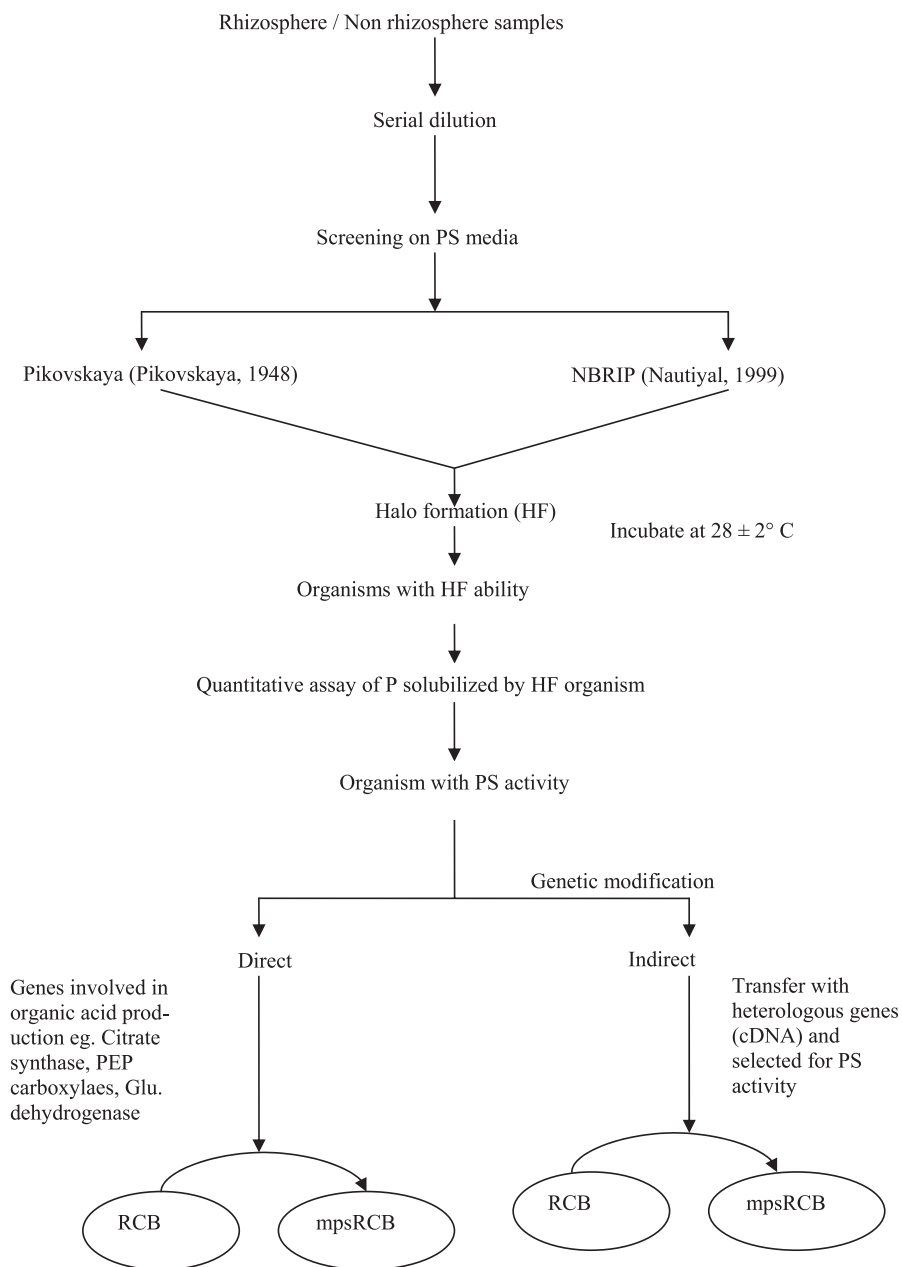 Rhizosphere / Non rhizosphere samples
Serial dilution
Screening on PS media
Pikovskaya (Pikovskaya, 1948)
NBRIP (Nautiyal, 1999)
Halo formation (HF)
Incubate at 28 ± 2° C
Organisms with HF ability
Quantitative assay of P solubilized by HF organism
Organism with PS activity
Genetic modification
Direct
Indirect
Genes involved in
organic acid pro-
duction eg. Citrate
synthase, PEP
carboxylaes, Glu.
dehydrogenase
Transfer with
heterologous genes
(cDNA) and
selected for PS
activity
RCB
mpsRCB
RCB
mpsRCB